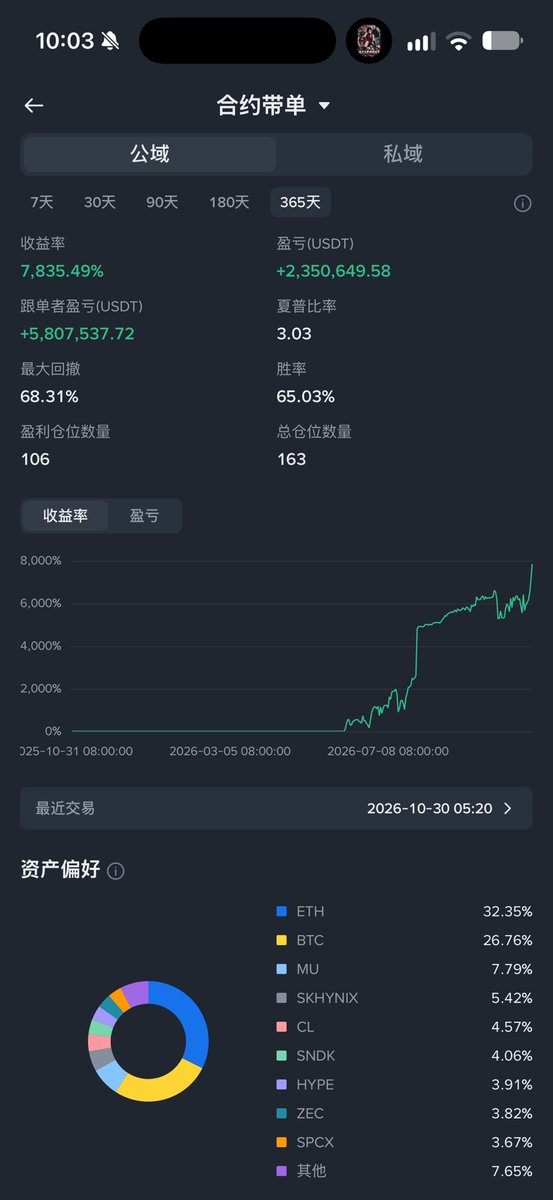 10:03
合约带单
公域 私域
7天 30天 90天 180天 365天
收益率 盈亏(USDT)
7,835.49% +2,350,649.58
跟单者盈亏(USDT) 夏普比率
+5,807,537.72 3.03
最大回撤 胜率
68.31% 65.03%
盈利仓位数量 总仓位数量
106 163
收益率 盈亏
8,000%
6,000%
4,000%
2,000%
0%
025-10-31 08:00:00 2026-03-05 08:00:00 2026-07-08 08:00:00
最近交易 2026-10-30 05:20
资产偏好
ETH 32.35%
BTC 26.76%
MU 7.79%
SKHYNIX 5.42%
CL 4.57%
SNDK 4.06%
HYPE 3.91%
ZEC 3.82%
SPCX 3.67%
其他 7.65%